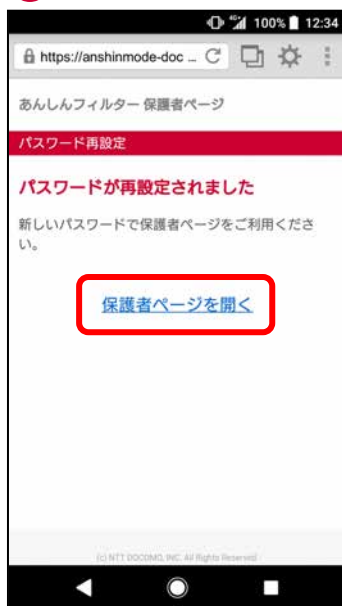 100% 12:34
https://anshinmode-doc ...
あんしんフィルター 保護者ページ
パスワード再設定
パスワードが再設定されました
新しいパスワードで保護者ページをご利用くださ
い。
保護者ページを開く
(c) NTT DOCOMO, INC. All Rights Reserved